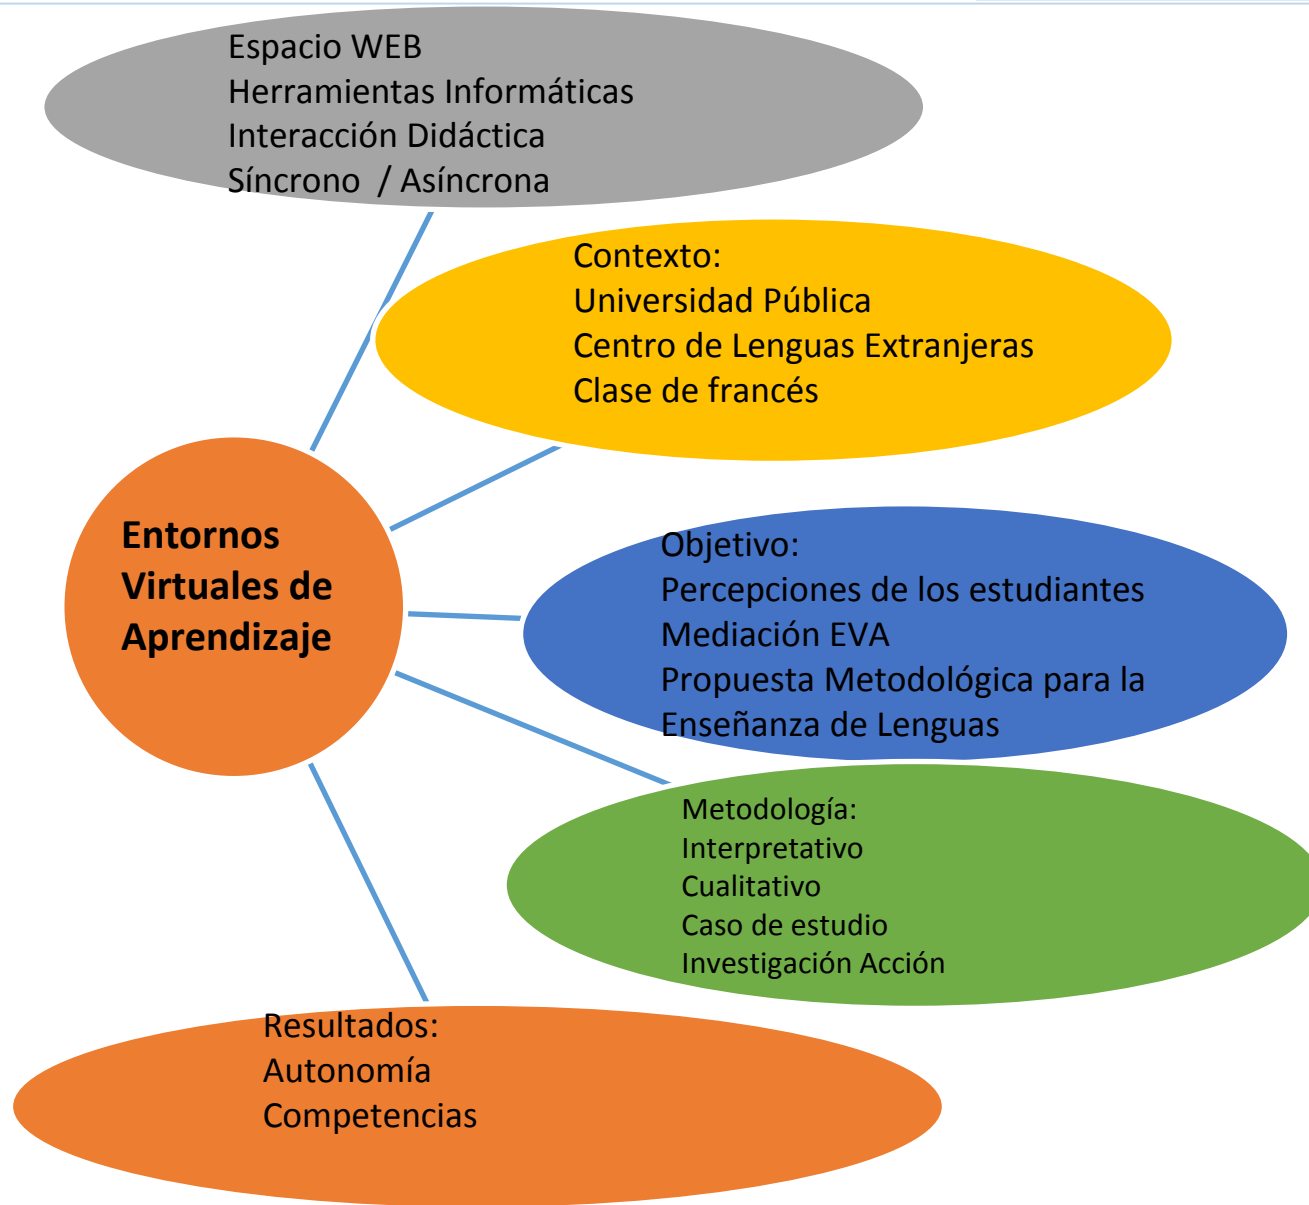 Espacio WEB
Herramientas Informáticas
Interacción Didáctica
Síncrono / Asíncrona
Contexto:
Universidad Pública
Centro de Lenguas Extranjeras
Clase de francés
Entornos
Virtuales de
Aprendizaje
Objetivo:
Percepciones de los estudiantes
Mediación EVA
Propuesta Metodológica para la
Enseñanza de Lenguas
Metodología:
Interpretativo
Cualitativo
Caso de estudio
Investigación Acción
Resultados:
Autonomía
Competencias